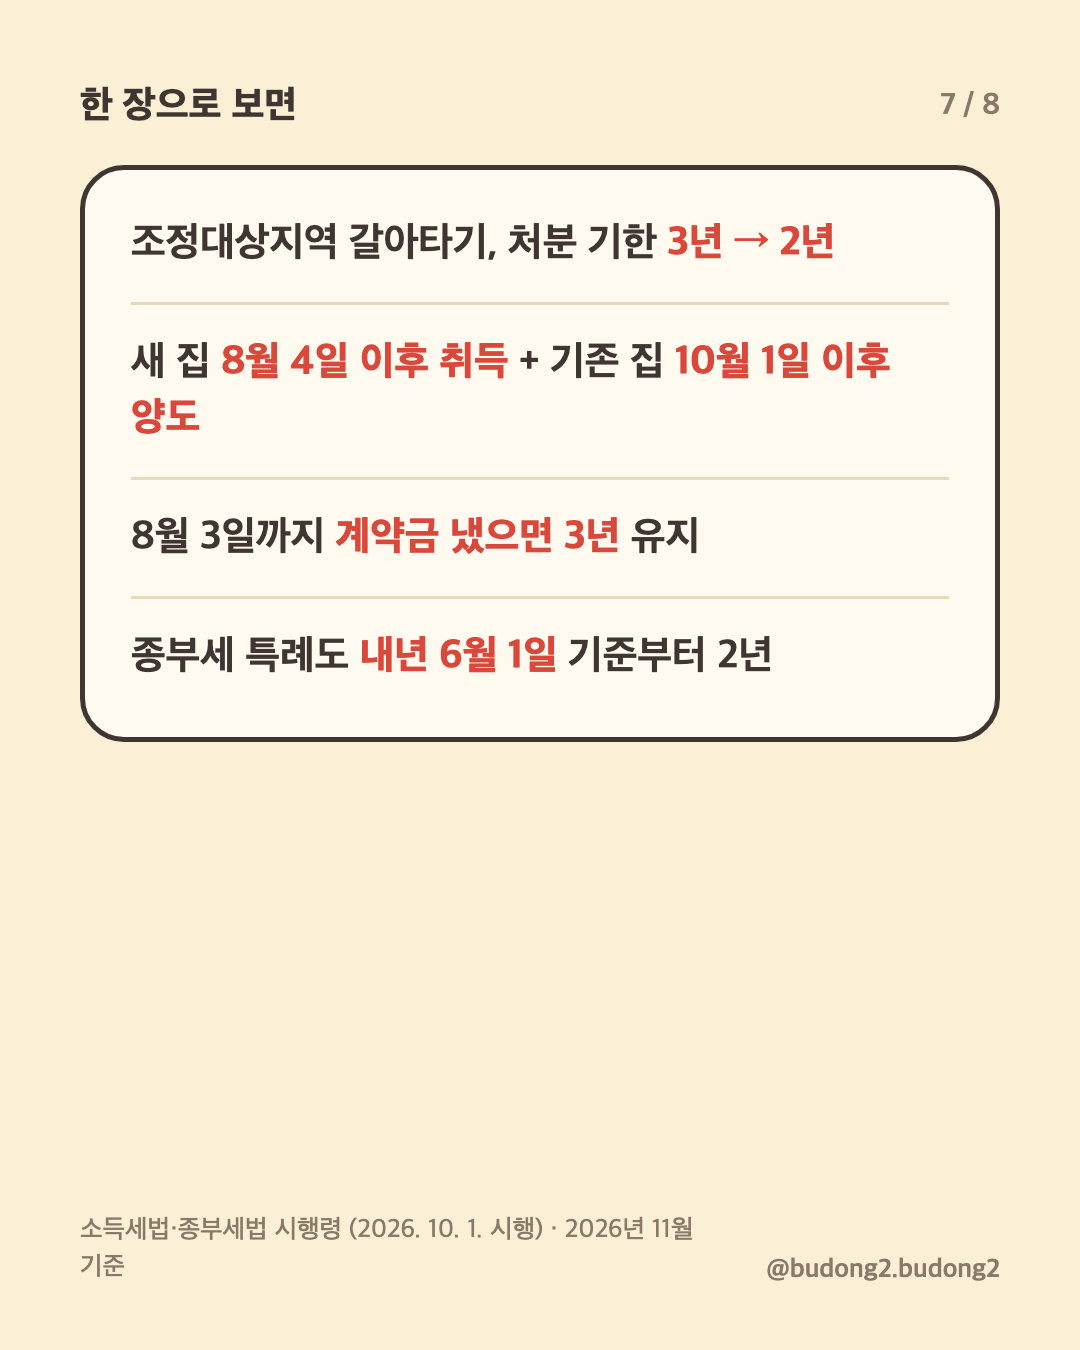 한 장으로 보면
7 / 8
조정대상지역 갈아타기, 처분 기한 3년 → 2년
새 집 8월 4일 이후 취득 + 기존 집 10월 1일 이후
양도
8월 3일까지 계약금 냈으면 3년 유지
종부세 특례도 내년 6월 1일 기준부터 2년
소득세법·종부세법 시행령 (2026. 10. 1. 시행) · 2026년 11월
기준
@budong2.budong2